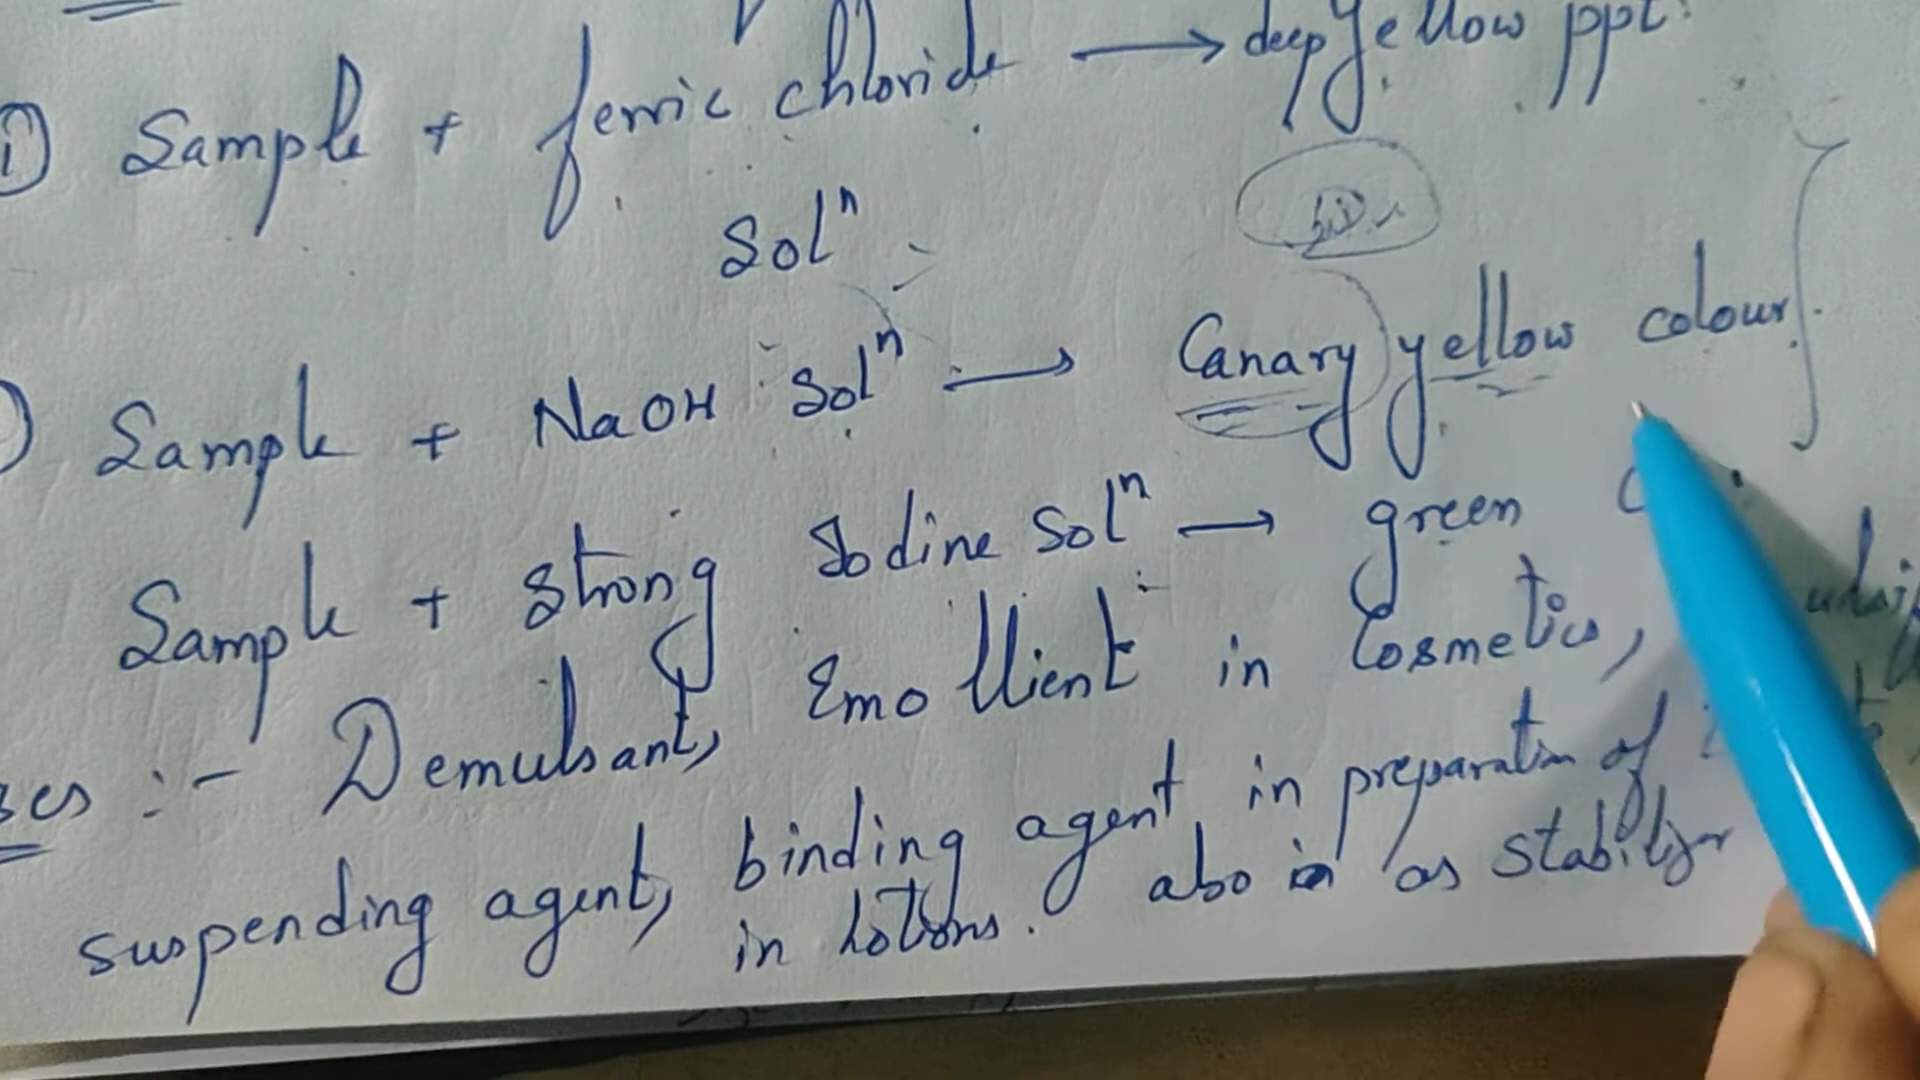 i) Sample + ferric chloride → deep yellow ppt.
Solⁿ
) Sample + NaOH Solⁿ → Canary yellow colour.
Sample + Strong Iodine Solⁿ → green
ses :- Demulsant, Emollient in Cosmetics,
suspending agent, binding agent in preparation of
in lotions. also in as stabilizer